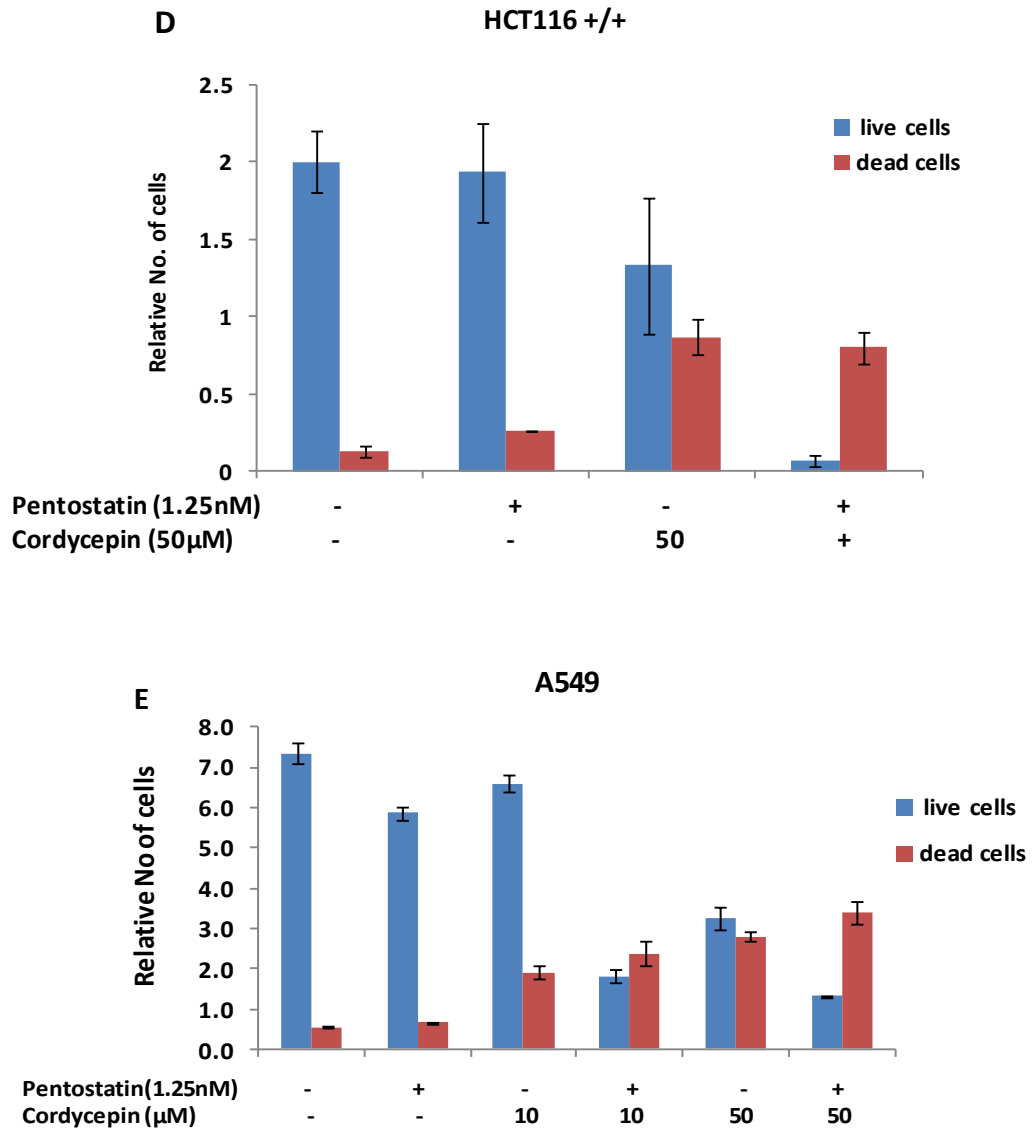 D
HCT116 +/+
2.5
2
1.5
1
0.5
0
Relative No. of cells
live cells
dead cells
Pentostatin (1.25nM) - + - +
Cordycepin (50µM) - - 50 +
E
A549
8.0
7.0
6.0
5.0
4.0
3.0
2.0
1.0
0.0
Relative No of cells
live cells
dead cells
Pentostatin(1.25nM) - + - + - +
Cordycepin (µM) - - 10 10 50 50